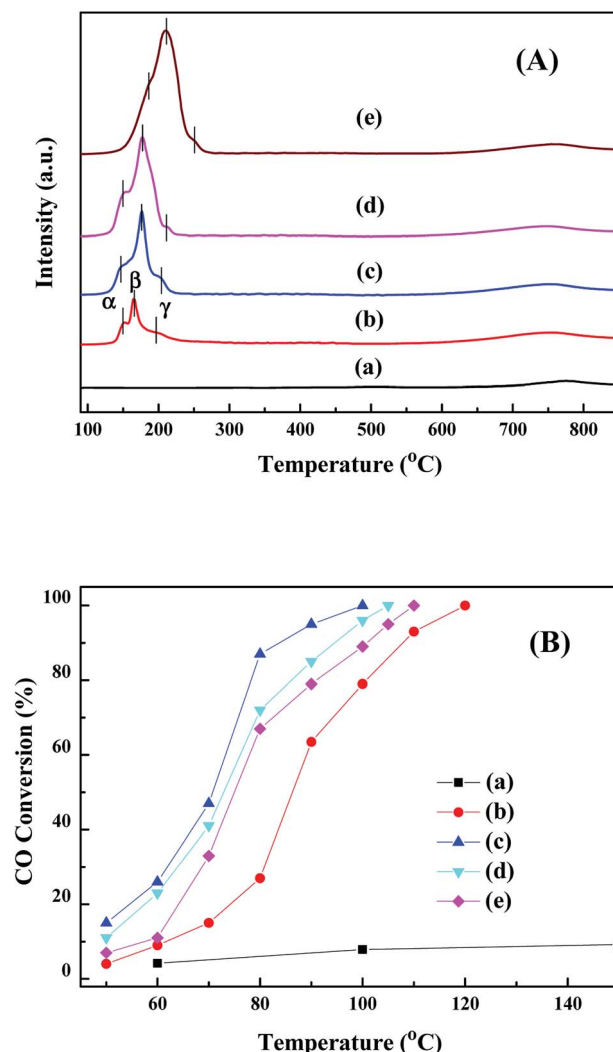 (A)
(e)
(d)
(c)
α β γ
(b)
(a)
Intensity (a.u.)
100 200 300 400 500 600 700 800
Temperature (°C)
100
80
60
40
20
0
CO Conversion (%)
(B)
(a)
(b)
(c)
(d)
(e)
60 80 100 120 140
Temperature (°C)